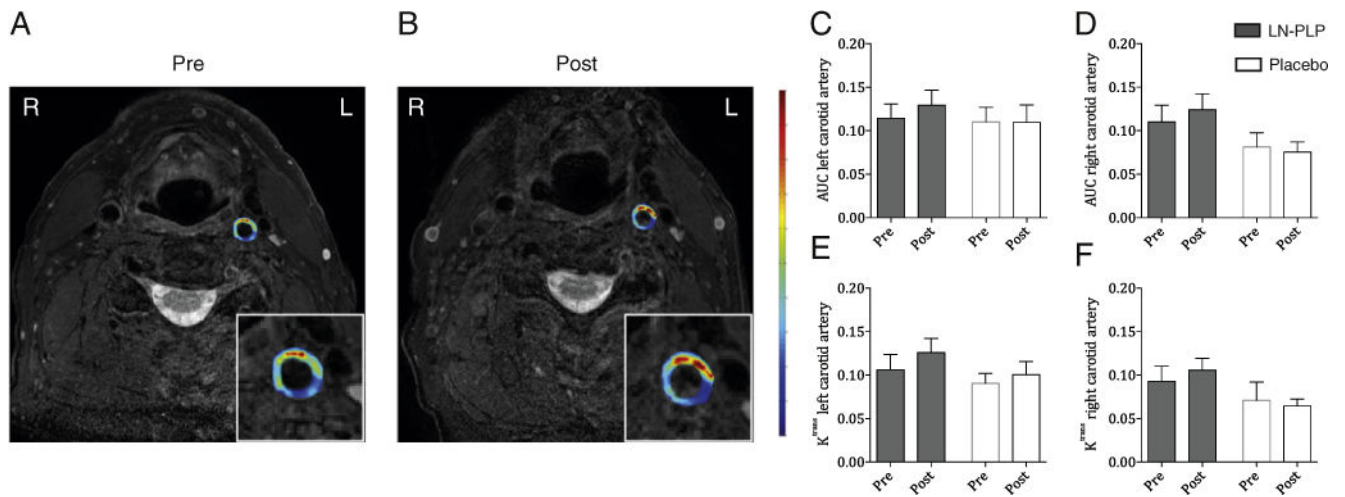 A
B
Pre
Post
R
L
R
L
C
AUC left carotid artery
0.20
0.15
0.10
0.05
0.00
Pre
Post
Pre
Post
D
AUC right carotid artery
0.20
0.15
0.10
0.05
0.00
Pre
Post
Pre
Post
LN-PLP
Placebo
E
K^trans left carotid artery
0.20
0.15
0.10
0.05
0.00
Pre
Post
Pre
Post
F
K^trans right carotid artery
0.20
0.15
0.10
0.05
0.00
Pre
Post
Pre
Post